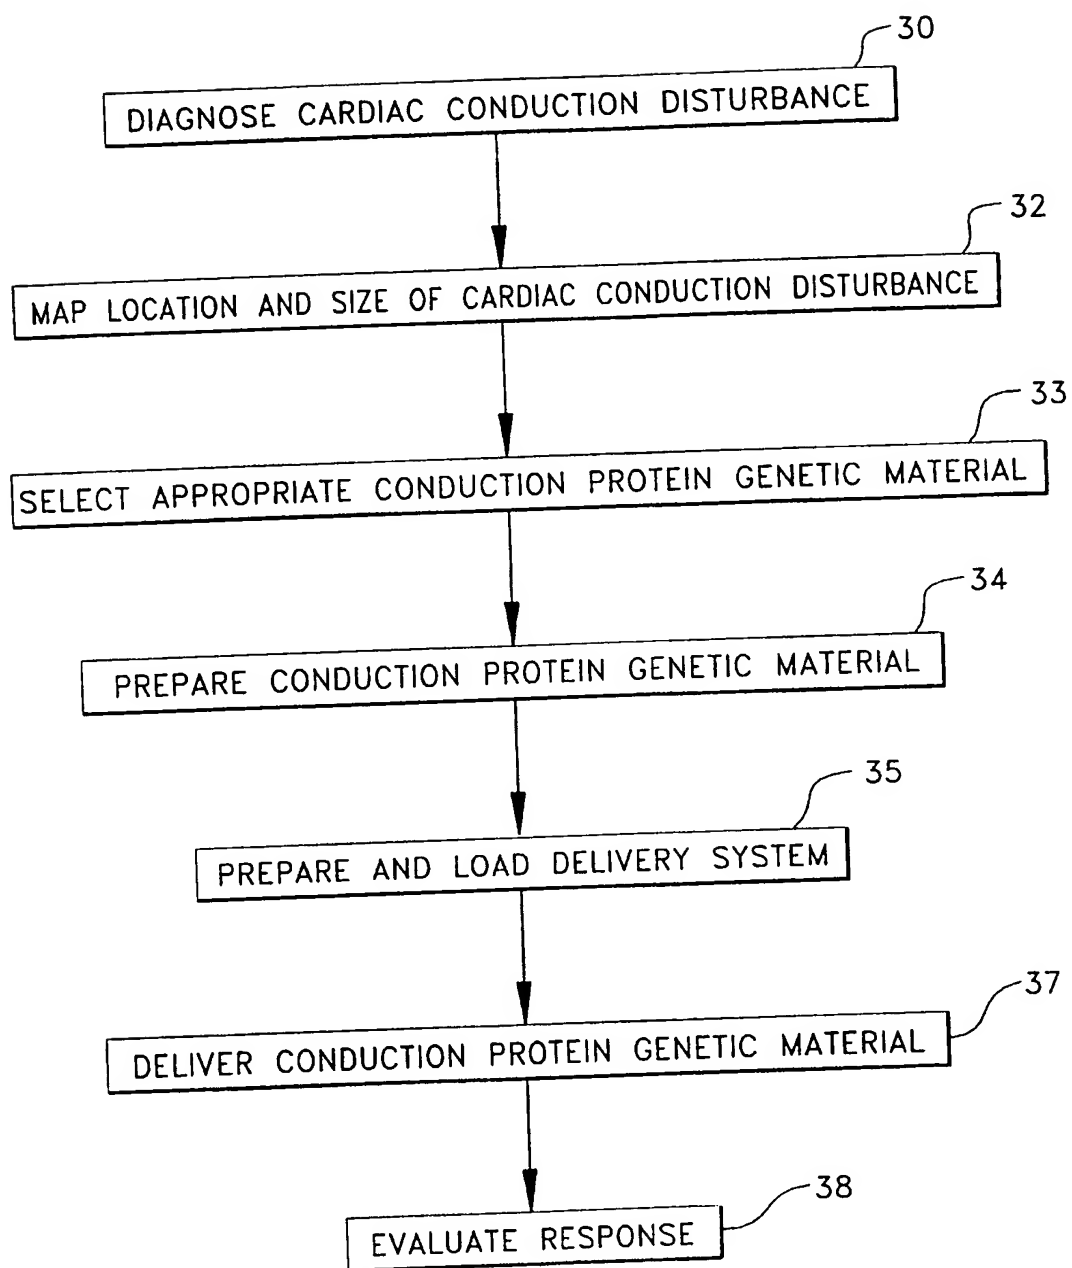 30
DIAGNOSE CARDIAC CONDUCTION DISTURBANCE
32
MAP LOCATION AND SIZE OF CARDIAC CONDUCTION DISTURBANCE
33
SELECT APPROPRIATE CONDUCTION PROTEIN GENETIC MATERIAL
34
PREPARE CONDUCTION PROTEIN GENETIC MATERIAL
35
PREPARE AND LOAD DELIVERY SYSTEM
37
DELIVER CONDUCTION PROTEIN GENETIC MATERIAL
38
EVALUATE RESPONSE